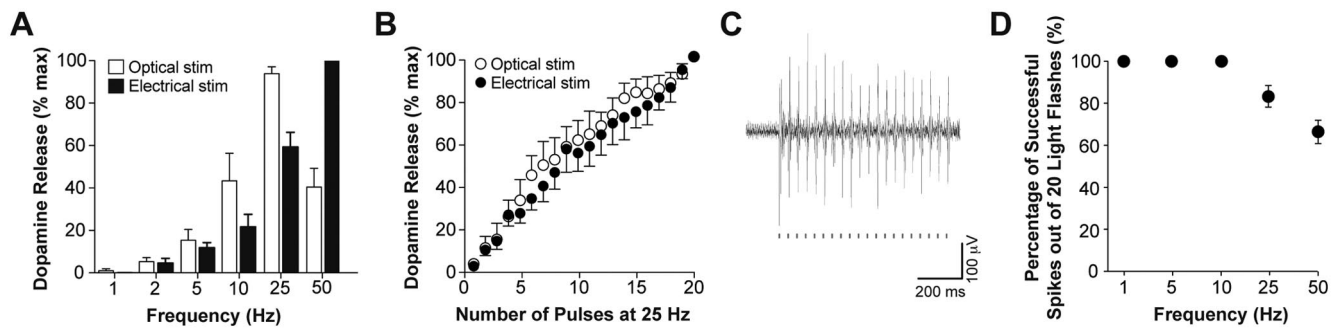 A
Dopamine Release (% max)
100
80
60
40
20
0
Optical stim
Electrical stim
1 2 5 10 25 50
Frequency (Hz)
B
Dopamine Release (% max)
100
80
60
40
20
0
Optical stim
Electrical stim
0 5 10 15 20
Number of Pulses at 25 Hz
C
100 μV
200 ms
D
Percentage of Successful
Spikes out of 20 Light Flashes (%)
100
80
60
40
20
0
1 5 10 25 50
Frequency (Hz)